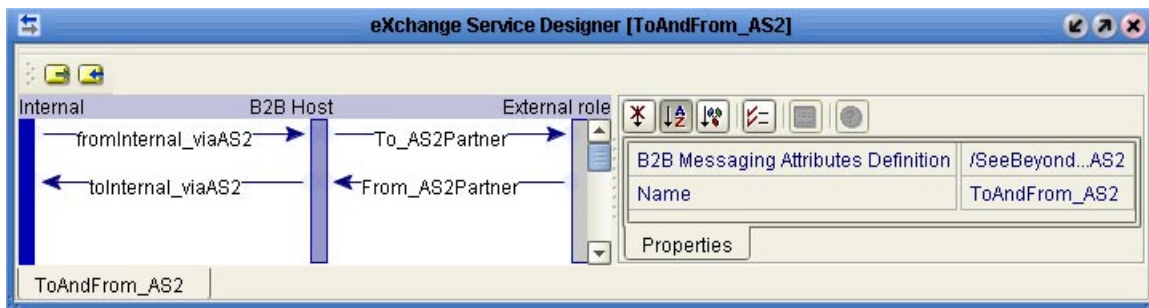 eXchange Service Designer [ToAndFrom_AS2]
Internal B2B Host External role
fromInternal_viaAS2 To_AS2Partner
toInternal_viaAS2 From_AS2Partner
B2B Messaging Attributes Definition /SeeBeyond...AS2
Name ToAndFrom_AS2
Properties
ToAndFrom_AS2